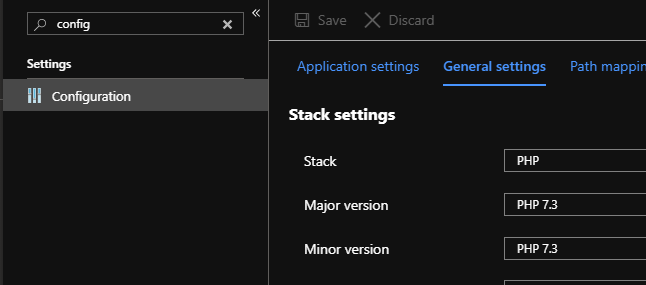 config
Save Discard
Settings
Configuration
Application settings General settings Path mappin
Stack settings
Stack PHP
Major version PHP 7.3
Minor version PHP 7.3